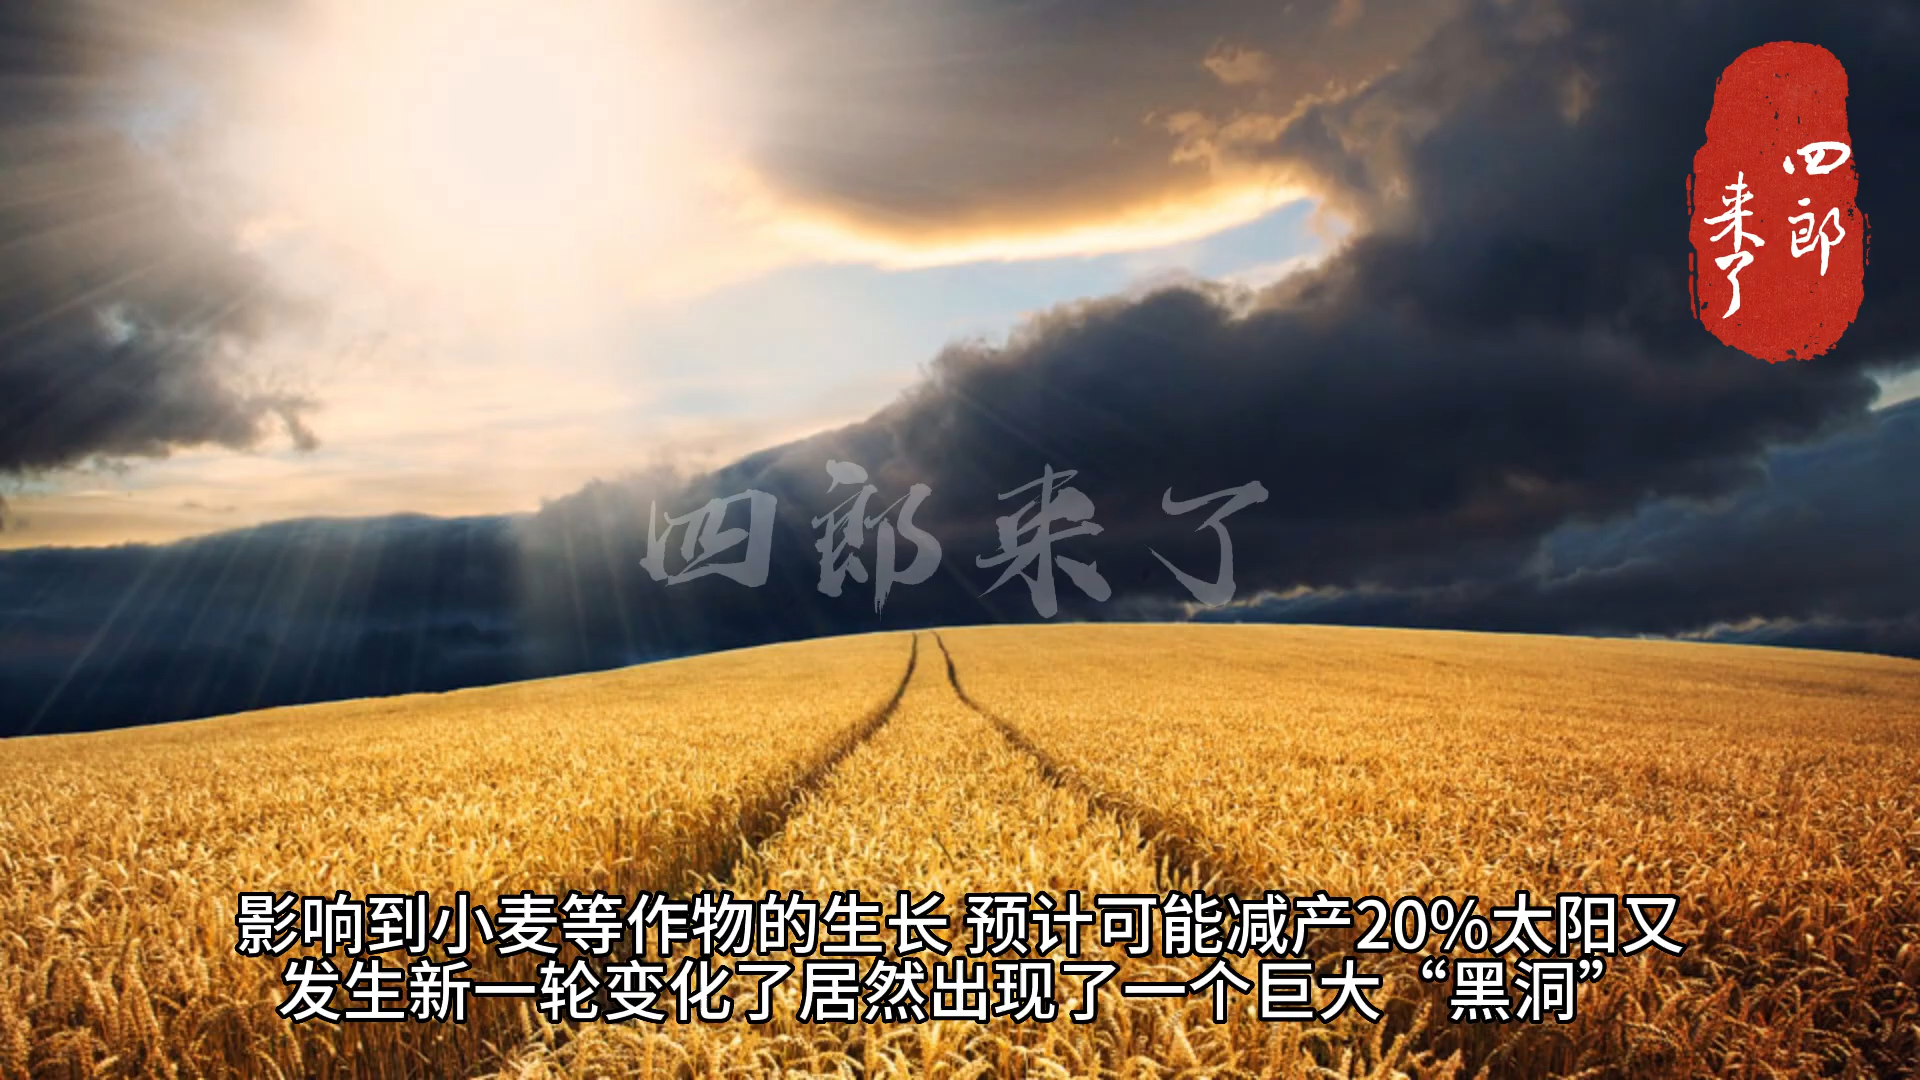 四郎
来了
四郎来了
影响到小麦等作物的生长 预计可能减产20%太阳又
发生新一轮变化了居然出现了一个巨大“黑洞”